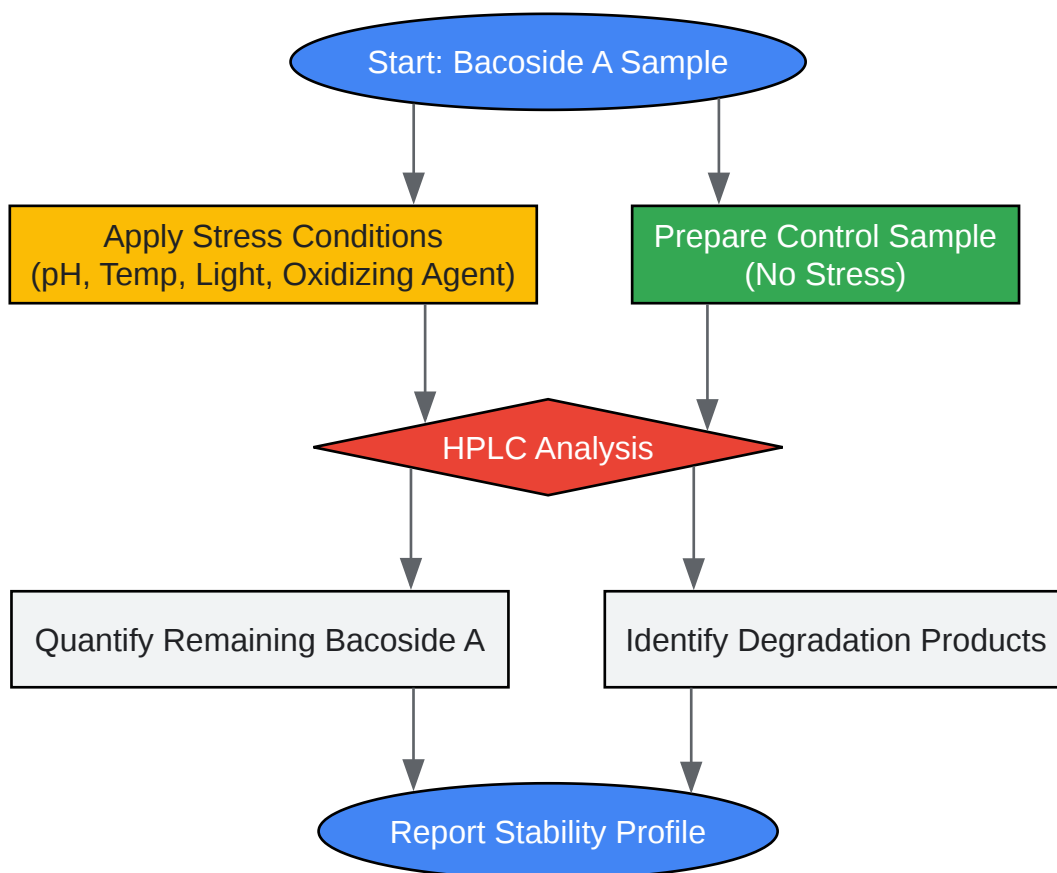 Start: Bacoside A Sample
Apply Stress Conditions
(pH, Temp, Light, Oxidizing Agent)
Prepare Control Sample
(No Stress)
HPLC Analysis
Quantify Remaining Bacoside A
Identify Degradation Products
Report Stability Profile